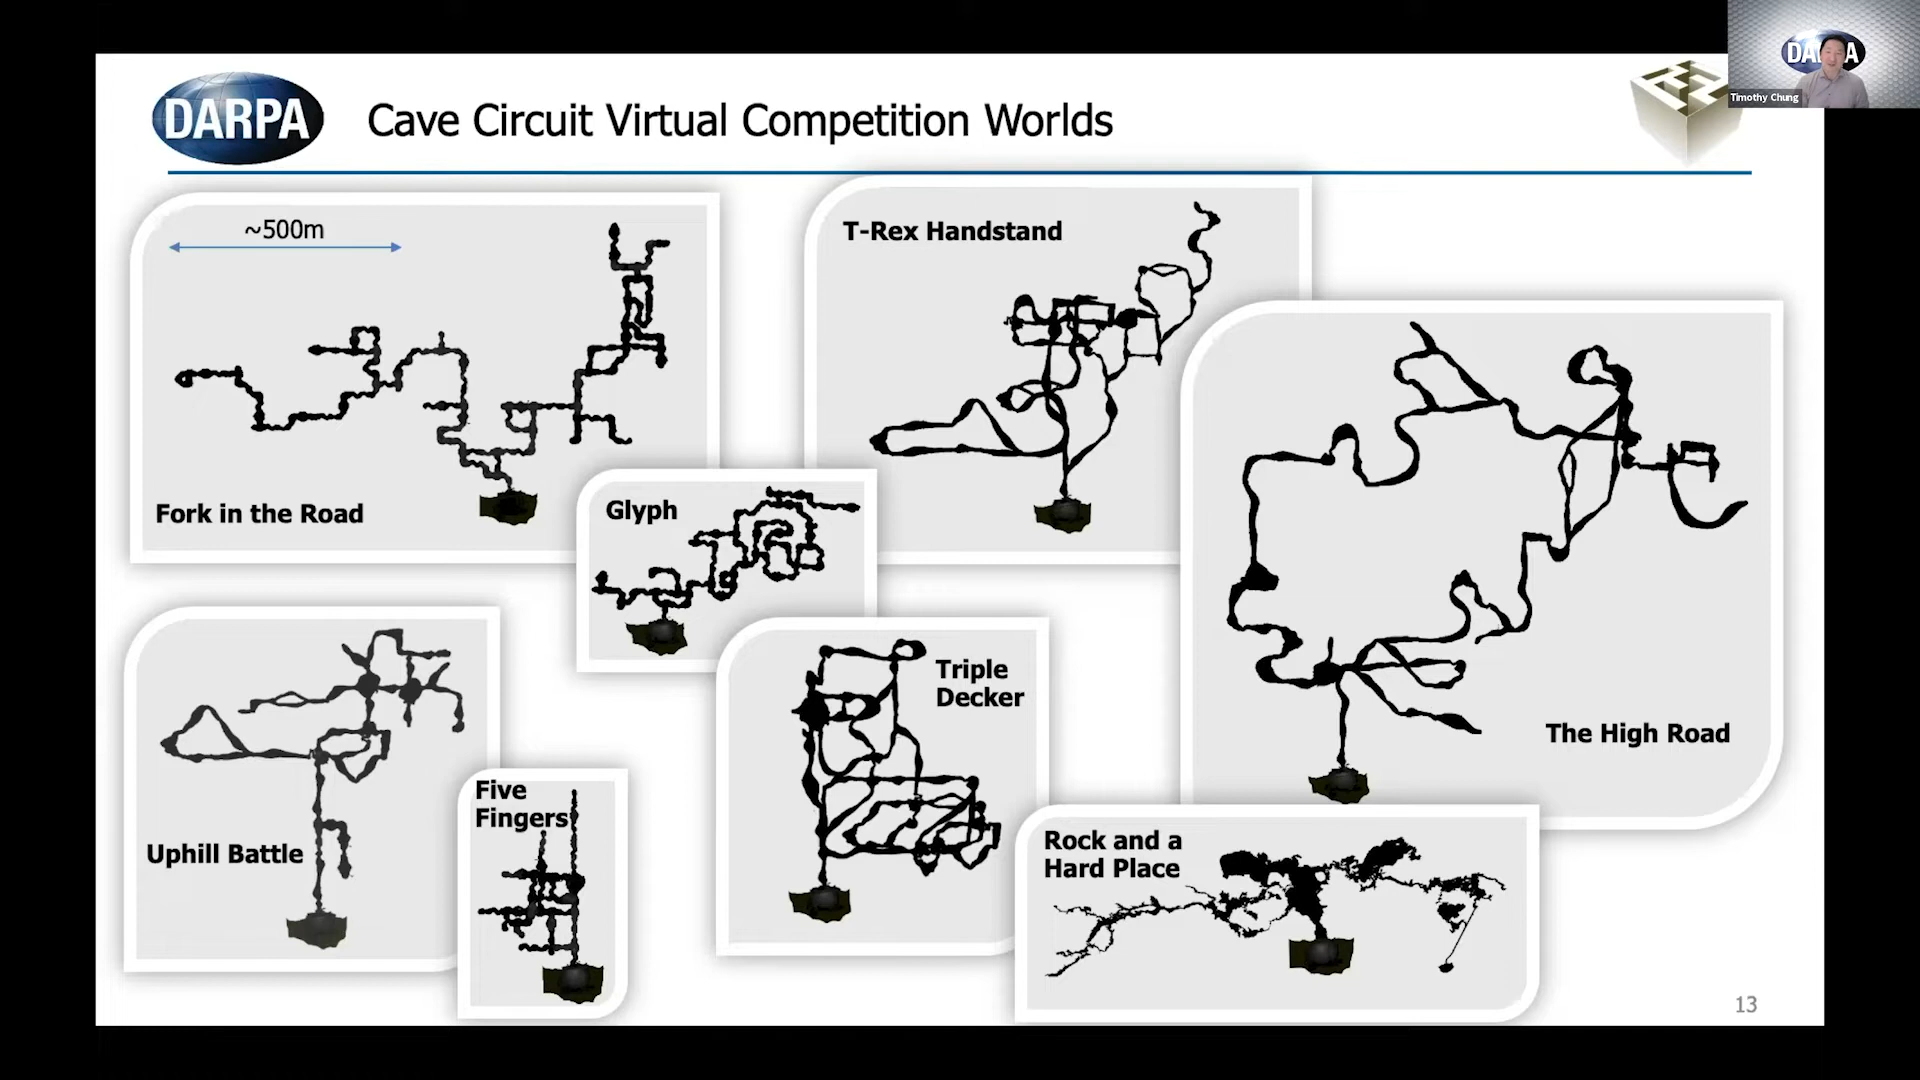 DARPA
Cave Circuit Virtual Competition Worlds
DARPA
Timothy Chung
~500m
Fork in the Road
T-Rex Handstand
Glyph
The High Road
Uphill Battle
Five
Fingers
Triple
Decker
Rock and a
Hard Place
13